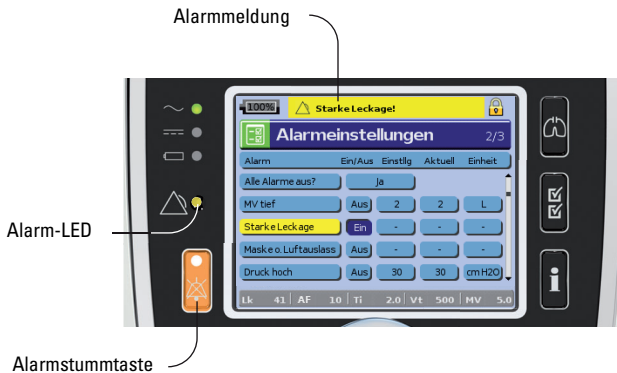 Alarmmeldung
100%
Starke Leckage!
Alarmeinstellungen 2/3
Alarm Ein/Aus Einstllg Aktuell Einheit
Alle Alarme aus? Ja
MV tief Aus 2 2 L
Starke Leckage Ein - - -
Maske o. Luftauslass Aus - - -
Druck hoch Aus 30 30 cmH2O
Lk 41 AF 10 Ti 2.0 Vt 500 MV 5.0
Alarm-LED
Alarmstummtaste